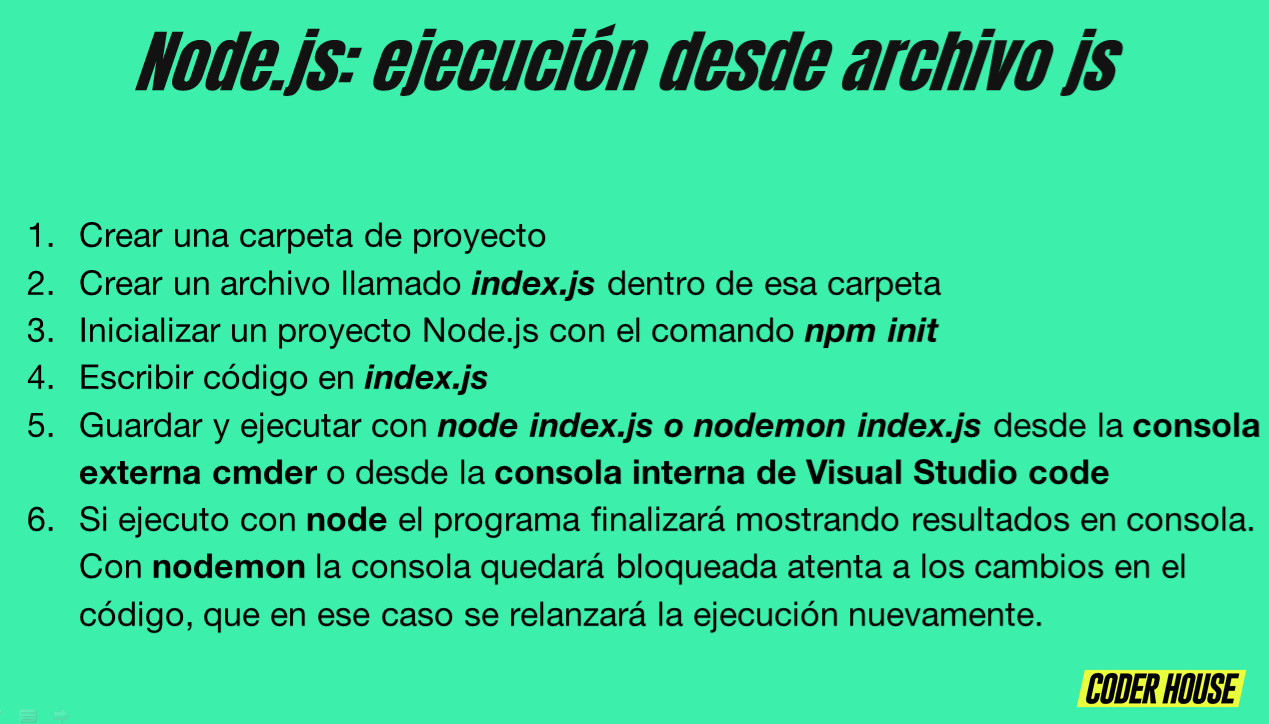 Node.js: ejecución desde archivo js
1. Crear una carpeta de proyecto
2. Crear un archivo llamado index.js dentro de esa carpeta
3. Inicializar un proyecto Node.js con el comando npm init
4. Escribir código en index.js
5. Guardar y ejecutar con node index.js o nodemon index.js desde la consola
externa cmder o desde la consola interna de Visual Studio code
6. Si ejecuto con node el programa finalizará mostrando resultados en consola.
Con nodemon la consola quedará bloqueada atenta a los cambios en el
código, que en ese caso se relanzará la ejecución nuevamente.
CODER HOUSE